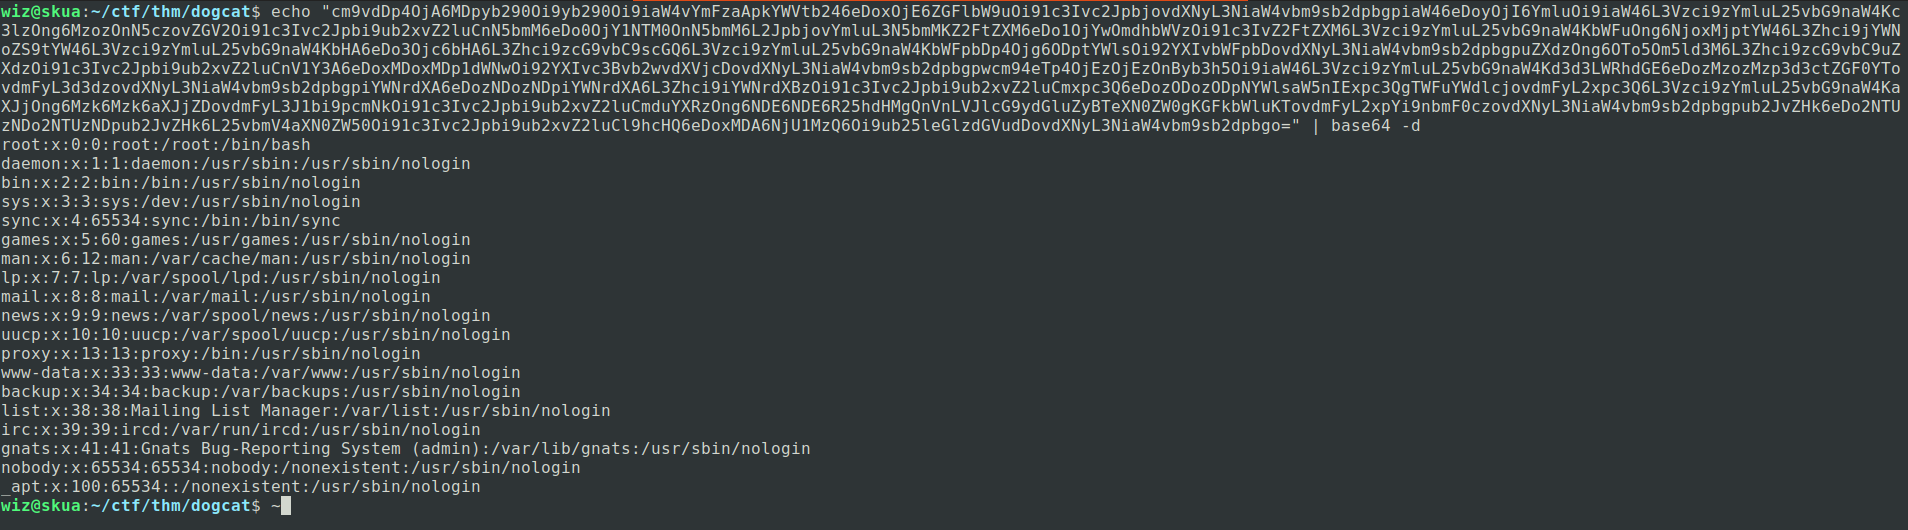 wiz@skua:~/ctf/thm/dogcat$ echo "cm9vdDp4OjA6MDpyb290Oi9yb290Oi9iaW4vYmFzaApkYWVtb246eDoxOjE6ZGFlbW9uOi91c3Ivc2JpbjovdXNyL3NiaW4vbm9sb2dpbgpiaW46eDoyOjI6YmluOi9iaW46L3Vzci9zYmluL25vbG9naW4Kc
3lzOng6MzozOnN5czovZGV2Oi91c3Ivc2Jpbi9ub2xvZ2luCnN5bmM6eDo0OjY1NTM0OnN5bmM6L2JpbjovYmluL3N5bmMKZ2FtZXM6eDo1OjYwOmdhbWVzOi91c3IvZ2FtZXM6L3Vzci9zYmluL25vbG9naW4KbWFuOng6NjoxMjptYW46L3Zhci9jYWN
oZS9tYW46L3Vzci9zYmluL25vbG9naW4KbHA6eDo3Ojc6bHA6L3Zhci9zcG9vbC9scGQ6L3Vzci9zYmluL25vbG9naW4KbWFpbDp4Ojg6ODptYWlsOi92YXIvbWFpbDovdXNyL3NiaW4vbm9sb2dpbgpuZXdzOng6OTo5Om5ld3M6L3Zhci9zcG9vbC9uZ
XdzOi91c3Ivc2Jpbi9ub2xvZ2luCnV1Y3A6eDoxMDoxMDp1dWNwOi92YXIvc3Bvb2wvdXVjcDovdXNyL3NiaW4vbm9sb2dpbgpwcm94eTp4OjEzOjEzOnByb3h5Oi9iaW46L3Vzci9zYmluL25vbG9naW4Kd3d3LWRhdGE6eDozMzozMzp3d3ctZGF0YTo
vdmFyL3d3dzovdXNyL3NiaW4vbm9sb2dpbgpiYWNrdXA6eDozNDozNDpiYWNrdXA6L3Zhci9iYWNrdXBzOi91c3Ivc2Jpbi9ub2xvZ2luCmxpc3Q6eDozODozODpNYWlsaW5nIExpc3QgTWFuYWdlcjovdmFyL2xpc3Q6L3Vzci9zYmluL25vbG9naW4Ka
XJjOng6Mzk6Mzk6aXJjZDovdmFyL3J1bi9pcmNkOi91c3Ivc2Jpbi9ub2xvZ2luCmduYXRzOng6NDE6NDE6R25hdHMgQnVnLVJlcG9ydGluZyBTeXN0ZW0gKGFkbWluKTovdmFyL2xpYi9nbmF0czovdXNyL3NiaW4vbm9sb2dpbgpub2JvZHk6eDo2NTU
zNDo2NTUzNDpub2JvZHk6L25vbmV4aXN0ZW50Oi91c3Ivc2Jpbi9ub2xvZ2luCl9hcHQ6eDoxMDA6NjU1MzQ6Oi9ub25leGlzdGVudDovdXNyL3NiaW4vbm9sb2dpbgo=" | base64 -d
root:x:0:0:root:/root:/bin/bash
daemon:x:1:1:daemon:/usr/sbin:/usr/sbin/nologin
bin:x:2:2:bin:/bin:/usr/sbin/nologin
sys:x:3:3:sys:/dev:/usr/sbin/nologin
sync:x:4:65534:sync:/bin:/bin/sync
games:x:5:60:games:/usr/games:/usr/sbin/nologin
man:x:6:12:man:/var/cache/man:/usr/sbin/nologin
lp:x:7:7:lp:/var/spool/lpd:/usr/sbin/nologin
mail:x:8:8:mail:/var/mail:/usr/sbin/nologin
news:x:9:9:news:/var/spool/news:/usr/sbin/nologin
uucp:x:10:10:uucp:/var/spool/uucp:/usr/sbin/nologin
proxy:x:13:13:proxy:/bin:/usr/sbin/nologin
www-data:x:33:33:www-data:/var/www:/usr/sbin/nologin
backup:x:34:34:backup:/var/backups:/usr/sbin/nologin
list:x:38:38:Mailing List Manager:/var/list:/usr/sbin/nologin
irc:x:39:39:ircd:/var/run/ircd:/usr/sbin/nologin
gnats:x:41:41:Gnats Bug-Reporting System (admin):/var/lib/gnats:/usr/sbin/nologin
nobody:x:65534:65534:nobody:/nonexistent:/usr/sbin/nologin
_apt:x:100:65534::/nonexistent:/usr/sbin/nologin
wiz@skua:~/ctf/thm/dogcat$ ~